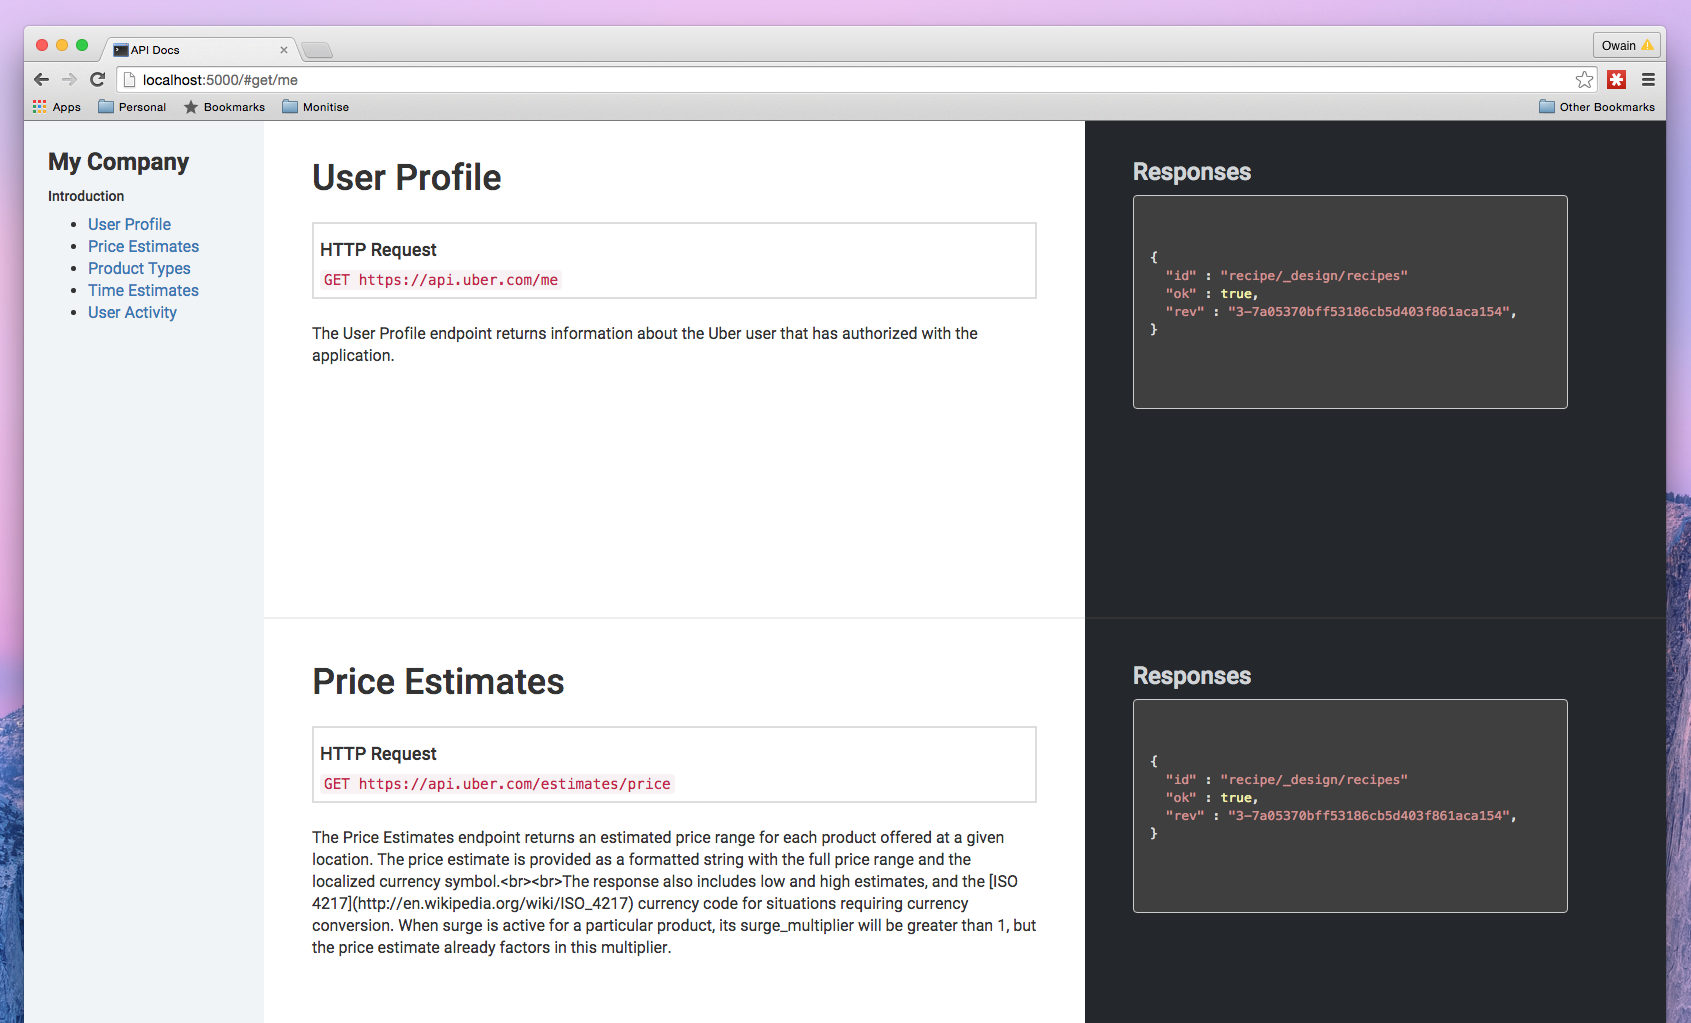 API Docs
Owain
localhost:5000/#get/me
Apps Personal Bookmarks Monitise Other Bookmarks
My Company
Introduction
User Profile
Price Estimates
Product Types
Time Estimates
User Activity
User Profile
HTTP Request
GET https://api.uber.com/me
The User Profile endpoint returns information about the Uber user that has authorized with the
application.
Responses
{
"id" : "recipe/_design/recipes"
"ok" : true,
"rev" : "3-7a05370bff53186cb5d403f861aca154",
}
Price Estimates
HTTP Request
GET https://api.uber.com/estimates/price
The Price Estimates endpoint returns an estimated price range for each product offered at a given
location. The price estimate is provided as a formatted string with the full price range and the
localized currency symbol.<br><br>The response also includes low and high estimates, and the [ISO
4217](http://en.wikipedia.org/wiki/ISO_4217) currency code for situations requiring currency
conversion. When surge is active for a particular product, its surge_multiplier will be greater than 1, but
the price estimate already factors in this multiplier.
Responses
{
"id" : "recipe/_design/recipes"
"ok" : true,
"rev" : "3-7a05370bff53186cb5d403f861aca154",
}